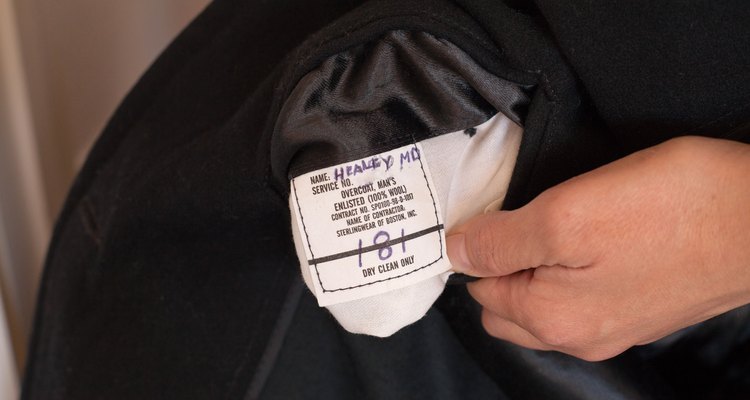 NAME: HEALEY MD
SERVICE NO.
OVERCOAT, MAN'S
ENLISTED (100% WOOL)
CONTRACT NO. SPO100-98-D-1017
NAME OF CONTRACTOR.
STERLINGWEAR OF BOSTON, INC.
181
DRY CLEAN ONLY